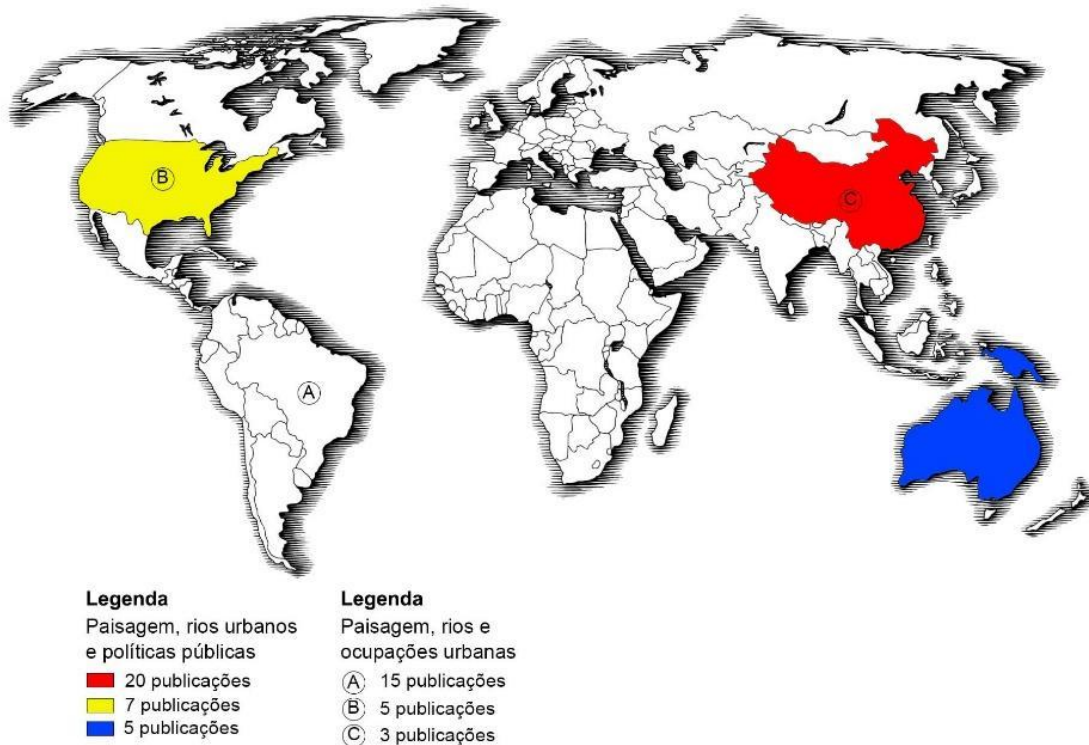 B
C
A
Legenda
Paisagem, rios urbanos
e políticas públicas
20 publicações
7 publicações
5 publicações
Legenda
Paisagem, rios e
ocupações urbanas
A 15 publicações
B 5 publicações
C 3 publicações